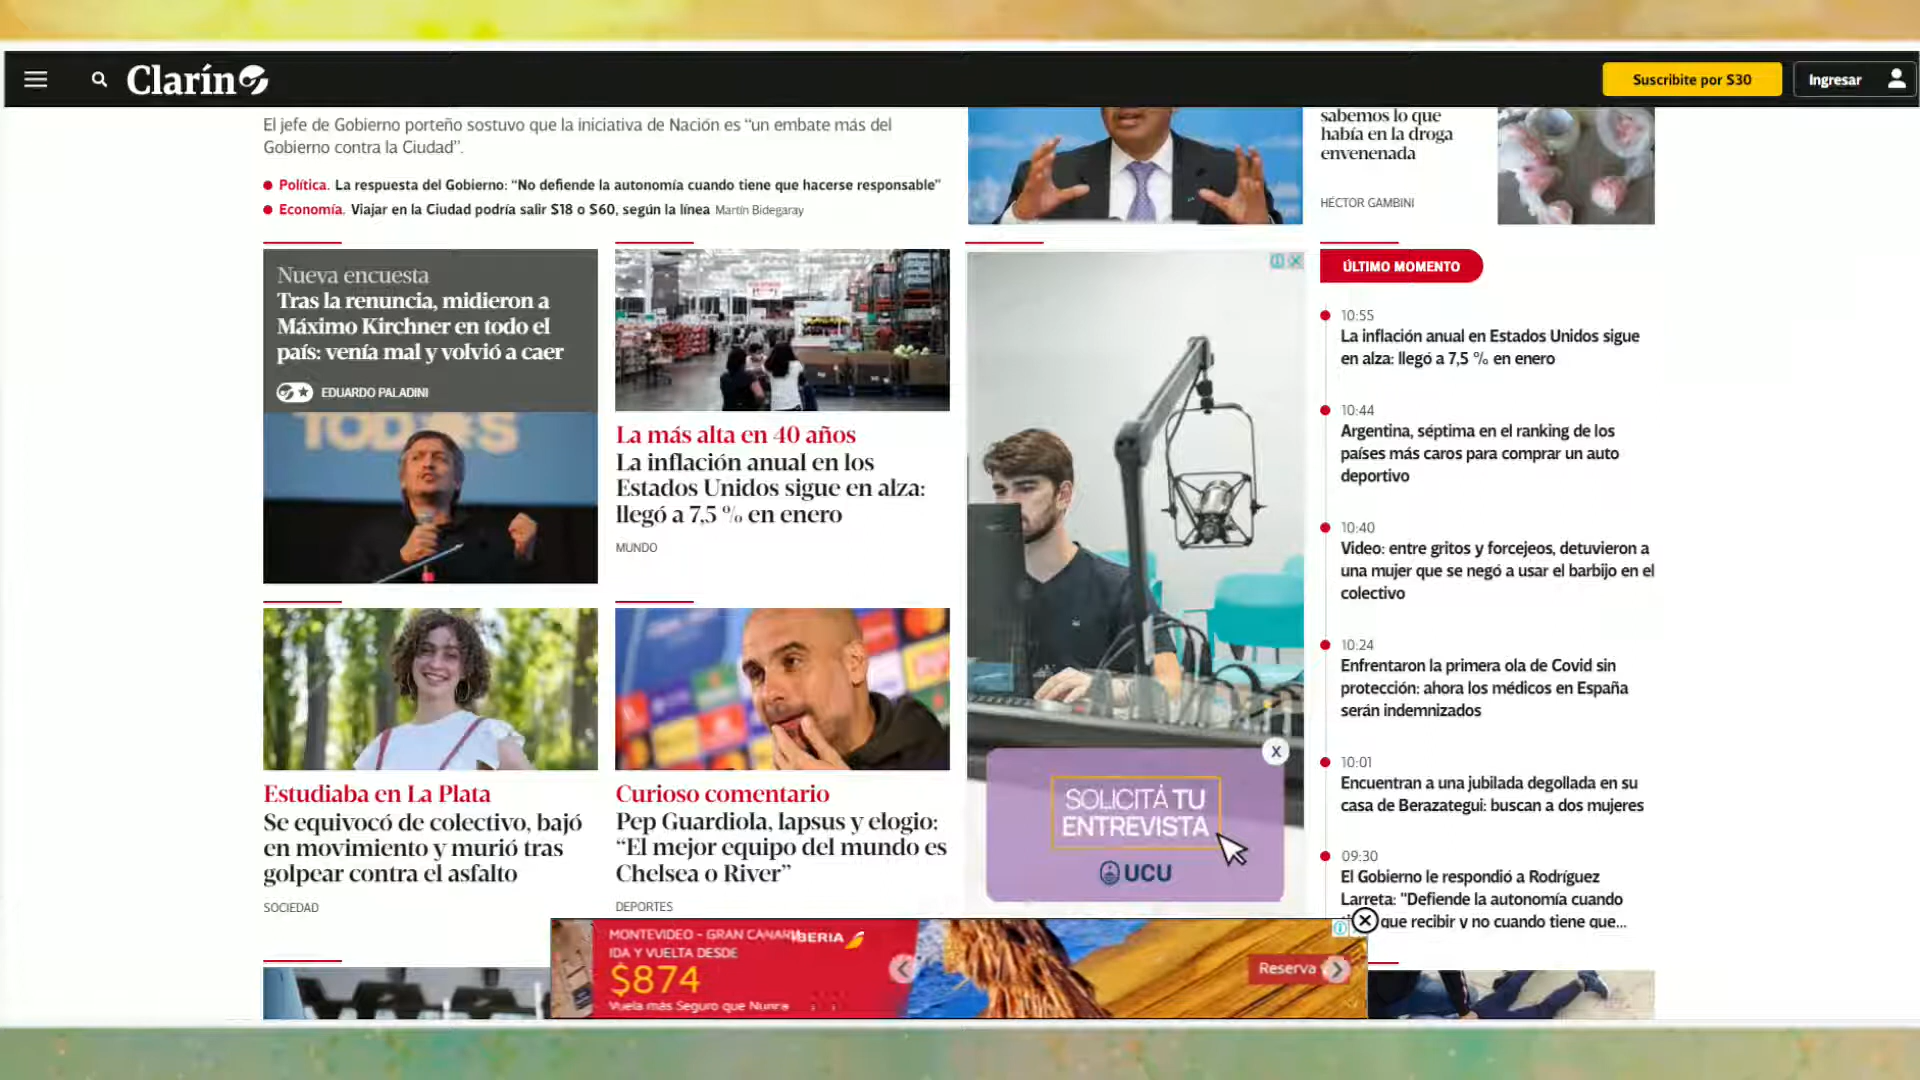 Clarín
Suscribite por $30
Ingresar
El jefe de Gobierno porteño sostuvo que la iniciativa de Nación es “un embate más del
Gobierno contra la Ciudad”.
Política. La respuesta del Gobierno: “No defiende la autonomía cuando tiene que hacerse responsable”
Economía. Viajar en la Ciudad podría salir $18 o $60, según la línea Martín Bidegaray
sabemos lo que
había en la droga
envenenada
HÉCTOR GAMBINI
Nueva encuesta
Tras la renuncia, midieron a
Máximo Kirchner en todo el
país: venía mal y volvió a caer
EDUARDO PALADINI
TODOS
La más alta en 40 años
La inflación anual en los
Estados Unidos sigue en alza:
llegó a 7,5 % en enero
MUNDO
Estudiaba en La Plata
Se equivocó de colectivo, bajó
en movimiento y murió tras
golpear contra el asfalto
SOCIEDAD
Curioso comentario
Pep Guardiola, lapsus y elogio:
“El mejor equipo del mundo es
Chelsea o River”
DEPORTES
X
SOLICITÁ TU
ENTREVISTA
UCU
ÚLTIMO MOMENTO
10:55
La inflación anual en Estados Unidos sigue
en alza: llegó a 7,5 % en enero
10:44
Argentina, séptima en el ranking de los
países más caros para comprar un auto
deportivo
10:40
Video: entre gritos y forcejeos, detuvieron a
una mujer que se negó a usar el barbijo en el
colectivo
10:24
Enfrentaron la primera ola de Covid sin
protección: ahora los médicos en España
serán indemnizados
10:01
Encuentran a una jubilada degollada en su
casa de Berazategui: buscan a dos mujeres
09:30
El Gobierno le respondió a Rodríguez
Larreta: "Defiende la autonomía cuando
que recibir y no cuando tiene que...
MONTEVIDEO - GRAN CANARIA
IBERIA
IDA Y VUELTA DESDE
$874
Vuela más Seguro que Nunca
Reserva